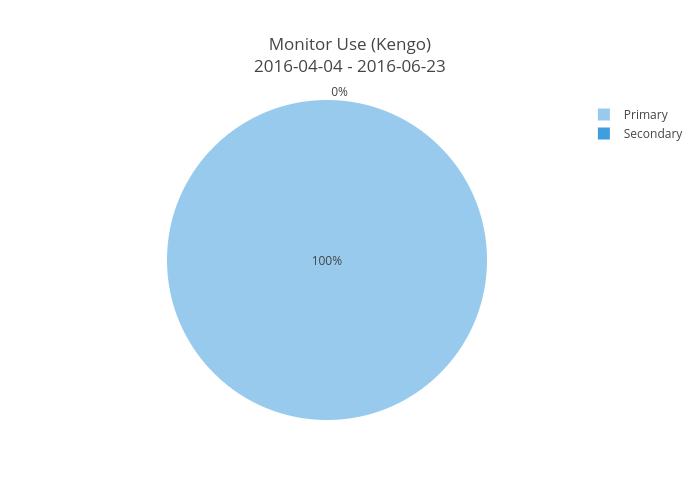 Monitor Use (Kengo)
2016-04-04 - 2016-06-23
0%
Primary
Secondary
100%